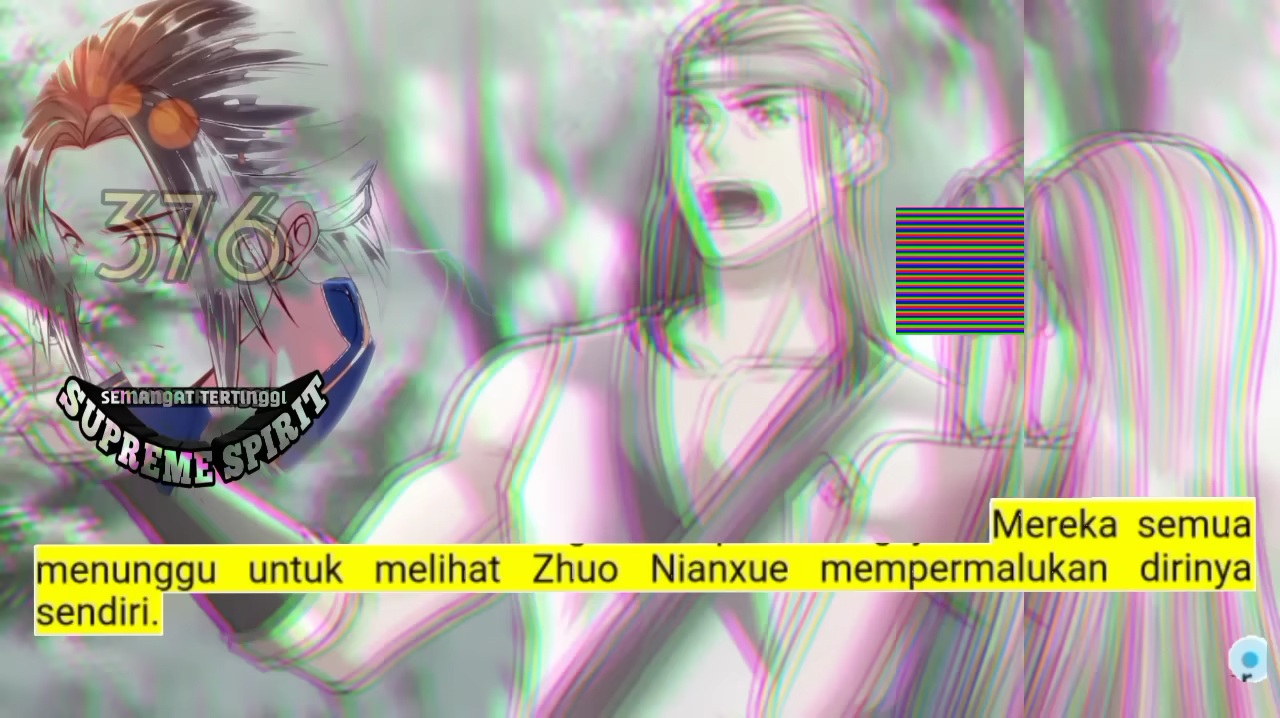 376
SEMANGAT TERTINGGI
SUPREME SPIRIT
Mereka semua
menunggu untuk melihat Zhuo Nianxue mempermalukan dirinya
sendiri.